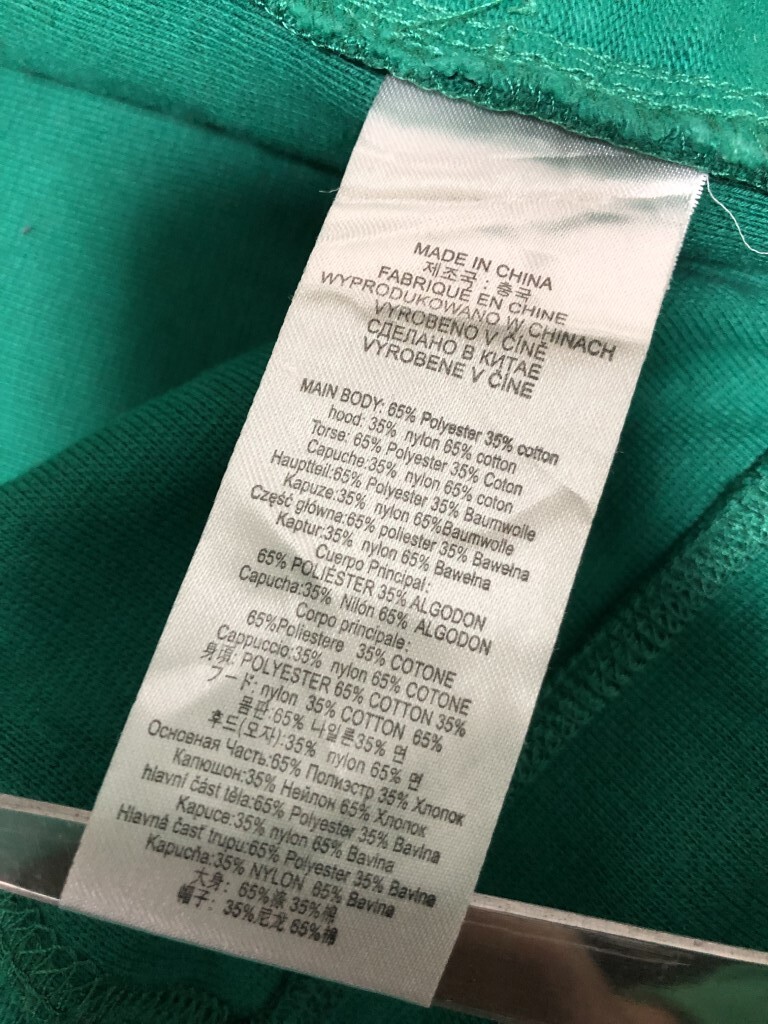 MADE IN CHINA
제조국 : 중국
FABRIQUÉ EN CHINE
WYPRODUKOWANO W CHINACH
VYROBENO V ČÍNĚ
СДЕЛАНО В КИТАЕ
VYROBENE V ČÍNE
MAIN BODY: 65% Polyester 35% cotton
hood: 35% nylon 65% cotton
Torse: 65% Polyester 35% Coton
Capuche:35% nylon 65% coton
Hauptteil:65% Polyester 35% Baumwolle
Kapuze:35% nylon 65%Baumwolle
Część główna:65% poliester 35% Bawełna
Kaptur:35% nylon 65% Bawełna
Cuerpo Principal:
65% POLIÉSTER 35% ALGODON
Capucha:35% Nilón 65% ALGODON
Corpo principale:
65%Poliestere 35% COTONE
Cappuccio:35% nylon 65% COTONE
身頃: POLYESTER 65% COTTON 35%
フード: nylon 35% COTTON 65%
몸판:65% 나일론35% 면
후드(모자):35% nylon 65% 면
Основная Часть:65% Полиэстр 35% Хлопок
Капюшон:35% Нейлон 65% Хлопок
hlavní část těla:65% Polyester 35% Bavlna
Kapuce:35% nylon 65% Bavlna
Hlavná časť trupu:65% Polyester 35% Bavlna
Kapucňa:35% NYLON 65% Bavlna
大身: 65%涤 35%棉
帽子: 35%尼龙 65%棉